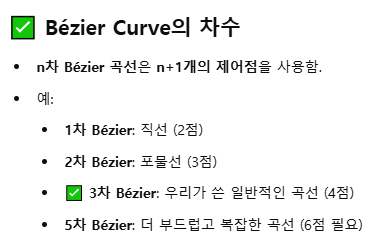 ✅ Bézier Curve의 차수
• n차 Bézier 곡선은 n+1개의 제어점을 사용함.
• 예:
• 1차 Bézier: 직선 (2점)
• 2차 Bézier: 포물선 (3점)
• ✅ 3차 Bézier: 우리가 쓴 일반적인 곡선 (4점)
• 5차 Bézier: 더 부드럽고 복잡한 곡선 (6점 필요)